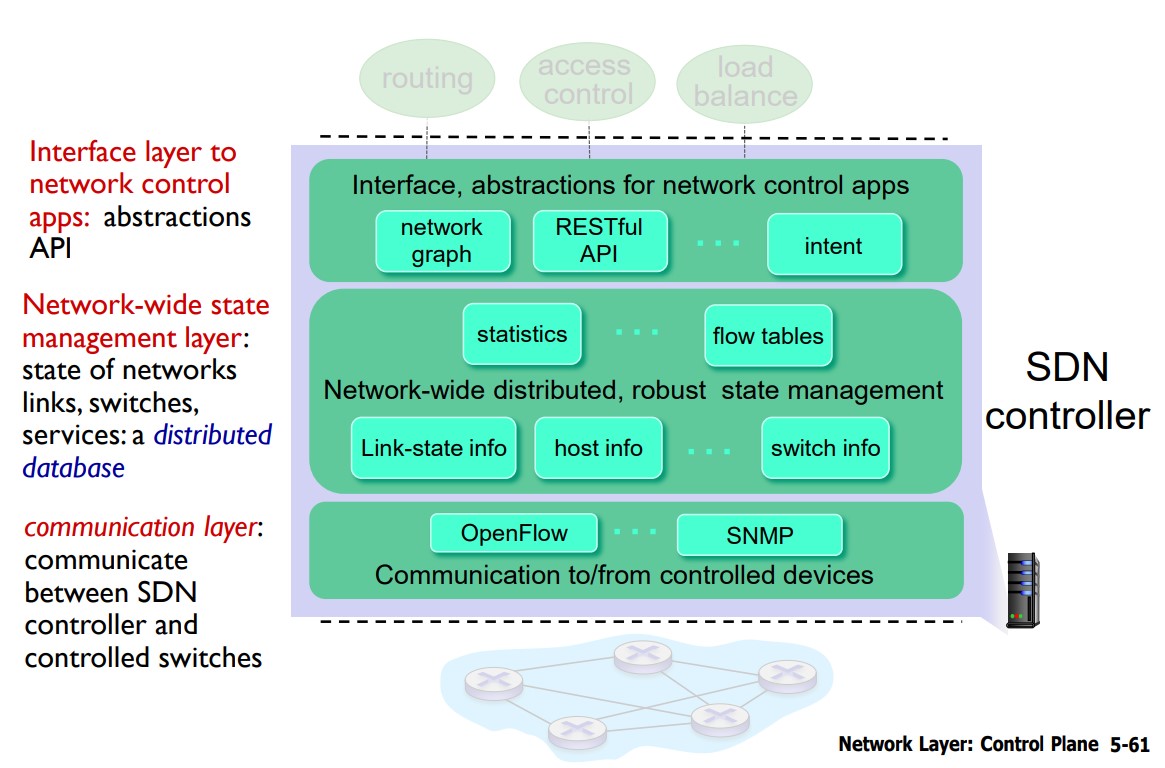 routing
access
control
load
balance
Interface layer to
network control
apps: abstractions
API
Interface, abstractions for network control apps
network
graph
RESTful
API
. . .
intent
Network-wide state
management layer:
state of networks
links, switches,
services: a distributed
database
statistics
. . .
flow tables
Network-wide distributed, robust state management
Link-state info
host info
. . .
switch info
SDN
controller
communication layer:
communicate
between SDN
controller and
controlled switches
OpenFlow
. . .
SNMP
Communication to/from controlled devices
Network Layer: Control Plane 5-61